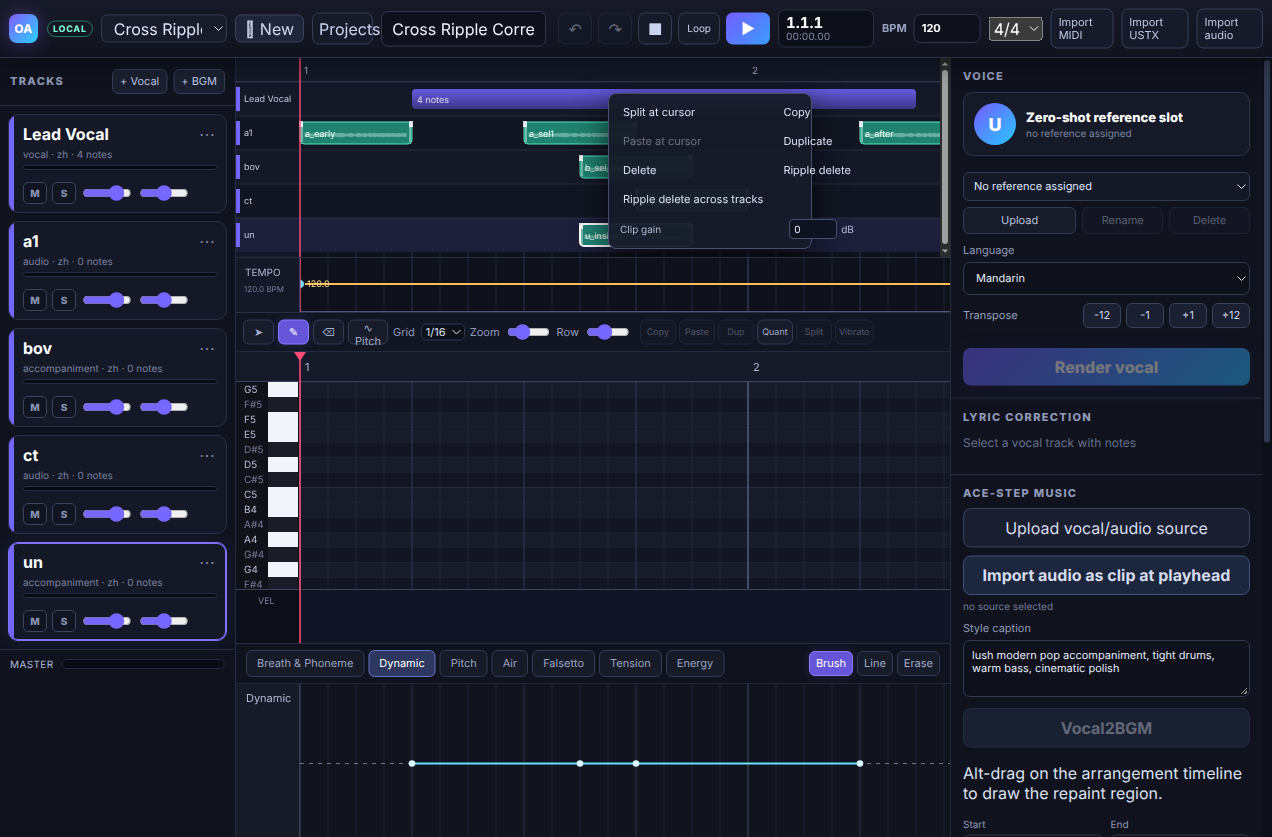 OA LOCAL Cross Ripple New Projects Cross Ripple Corre Loop 1.1.1 00:00.00 BPM 120 4/4 Import MIDI Import USTX Import audio
TRACKS + Vocal + BGM
Lead Vocal
vocal · zh · 4 notes
M S
a1
audio · zh · 0 notes
M S
bov
accompaniment · zh · 0 notes
M S
ct
audio · zh · 0 notes
M S
un
accompaniment · zh · 0 notes
M S
MASTER
1 2
Lead Vocal 4 notes
a1 a_early a_sel1 a_after
bov
ct
un
Split at cursor Copy
Paste at cursor Duplicate
Delete Ripple delete
Ripple delete across tracks
Clip gain 0 dB
TEMPO
120.0 BPM 120.0
Pitch Grid 1/16 Zoom Row Copy Paste Dup Quant Split Vibrato
1 2
G5
F#5
F5
E5
D#5
D5
C#5
C5
B4
A#4
A4
G#4
G4
F#4
VEL
Breath & Phoneme Dynamic Pitch Air Falsetto Tension Energy Brush Line Erase
Dynamic
VOICE
U Zero-shot reference slot
no reference assigned
No reference assigned
Upload Rename Delete
Language
Mandarin
Transpose -12 -1 +1 +12
Render vocal
LYRIC CORRECTION
Select a vocal track with notes
ACE-STEP MUSIC
Upload vocal/audio source
Import audio as clip at playhead
no source selected
Style caption
lush modern pop accompaniment, tight drums,
warm bass, cinematic polish
Vocal2BGM
Alt-drag on the arrangement timeline
to draw the repaint region.
Start End